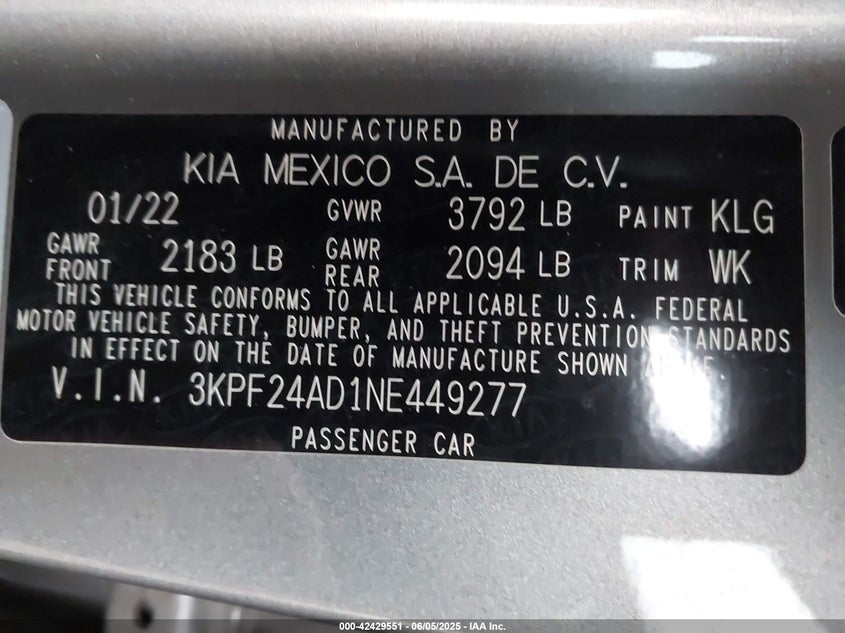 MANUFACTURED BY
KIA MEXICO S.A. DE C.V.
01/22 GVWR 3792 LB PAINT KLG
GAWR FRONT 2183 LB GAWR REAR 2094 LB TRIM WK
THIS VEHICLE CONFORMS TO ALL APPLICABLE U.S.A. FEDERAL
MOTOR VEHICLE SAFETY, BUMPER, AND THEFT PREVENTION STANDARDS
IN EFFECT ON THE DATE OF MANUFACTURE SHOWN ABOVE.
V.I.N. 3KPF24AD1NE449277
PASSENGER CAR
000-42429551 - 06/05/2025 - IAA Inc.